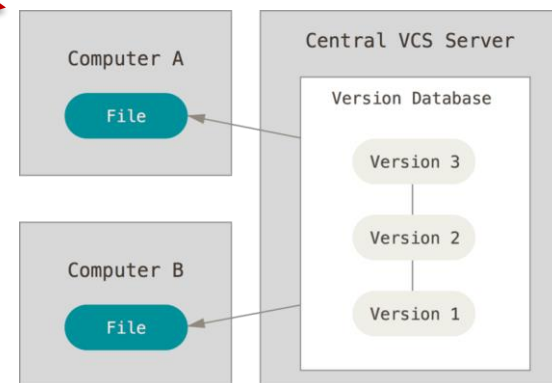 Computer A
File
Computer B
File
Central VCS Server
Version Database
Version 3
Version 2
Version 1